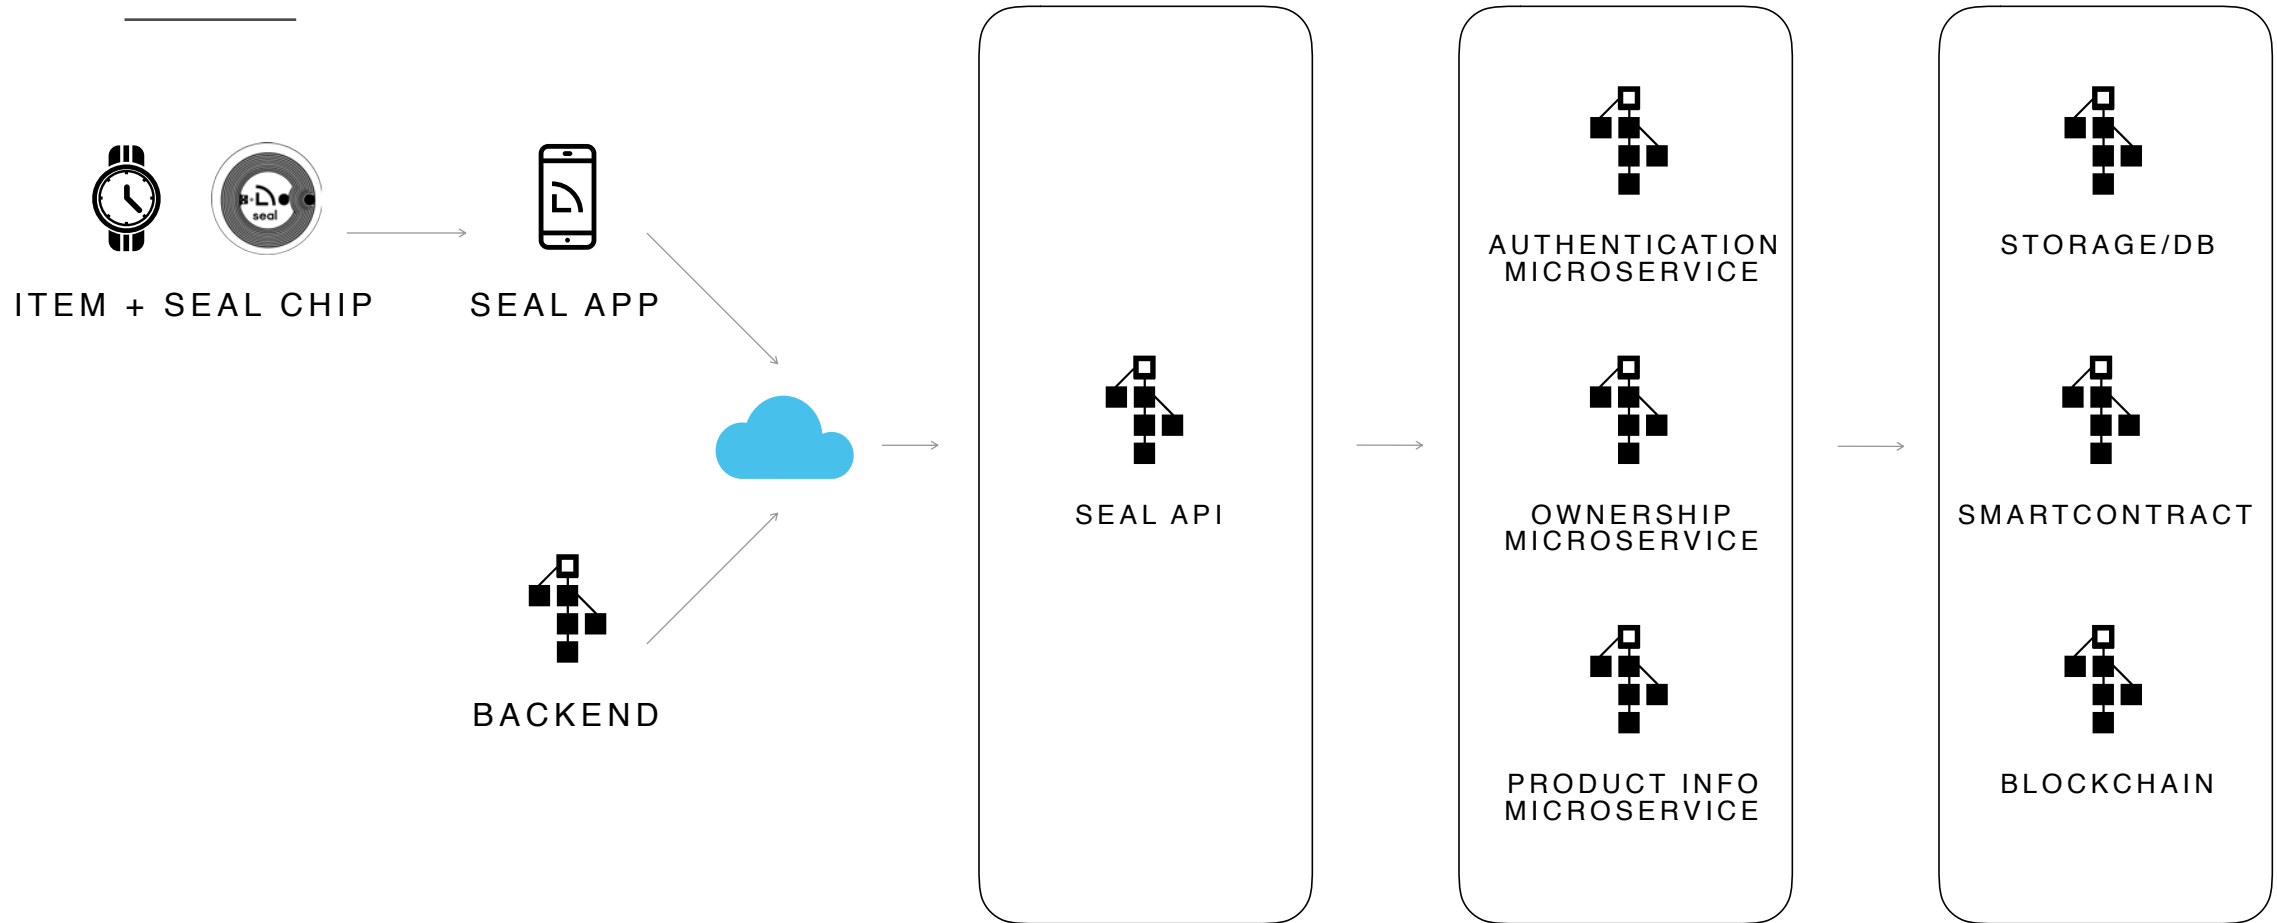 seal
ITEM + SEAL CHIP
SEAL APP
BACKEND
SEAL API
AUTHENTICATION
MICROSERVICE
OWNERSHIP
MICROSERVICE
PRODUCT INFO
MICROSERVICE
STORAGE/DB
SMARTCONTRACT
BLOCKCHAIN